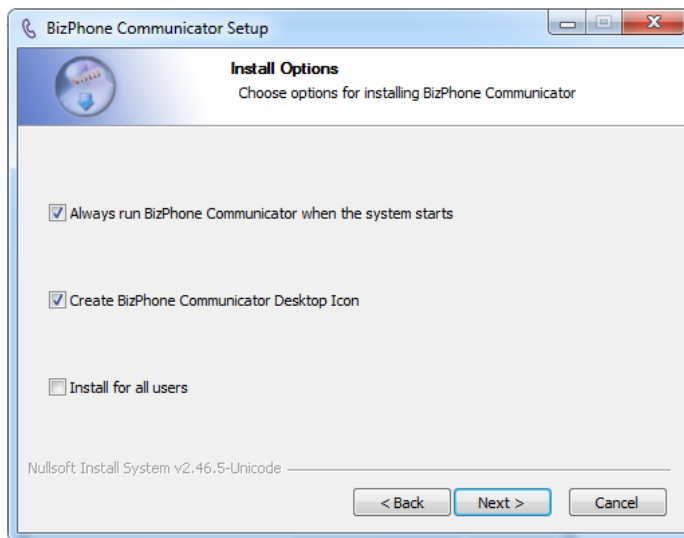 BizPhone Communicator Setup
Install Options
Choose options for installing BizPhone Communicator
Always run BizPhone Communicator when the system starts
Create BizPhone Communicator Desktop Icon
Install for all users
Nullsoft Install System v2.46.5-Unicode
< Back Next > Cancel